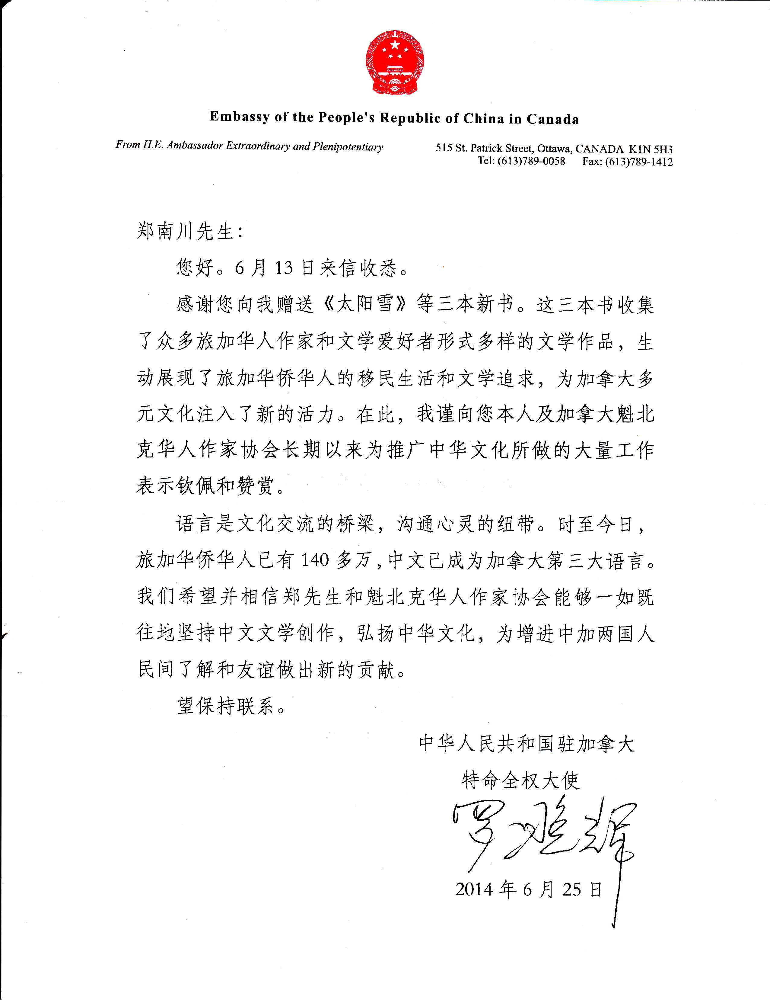 Embassy of the People's Republic of China in Canada
From H.E. Ambassador Extraordinary and Plenipotentiary
515 St. Patrick Street, Ottawa, CANADA K1N 5H3
Tel: (613)789-0058 Fax: (613)789-1412
郑南川先生：
您好。6 月 13 日来信收悉。
感谢您向我赠送《太阳雪》等三本新书。这三本书收集
了众多旅加华人作家和文学爱好者形式多样的文学作品，生
动展现了旅加华侨华人的移民生活和文学追求，为加拿大多
元文化注入了新的活力。在此，我谨向您本人及加拿大魁北
克华人作家协会长期以来为推广中华文化所做的大量工作
表示钦佩和赞赏。
语言是文化交流的桥梁，沟通心灵的纽带。时至今日，
旅加华侨华人已有 140 多万，中文已成为加拿大第三大语言。
我们希望并相信郑先生和魁北克华人作家协会能够一如既
往地坚持中文文学创作，弘扬中华文化，为增进中加两国人
民间了解和友谊做出新的贡献。
望保持联系。
中华人民共和国驻加拿大
特命全权大使
罗照辉
2014 年 6 月 25 日